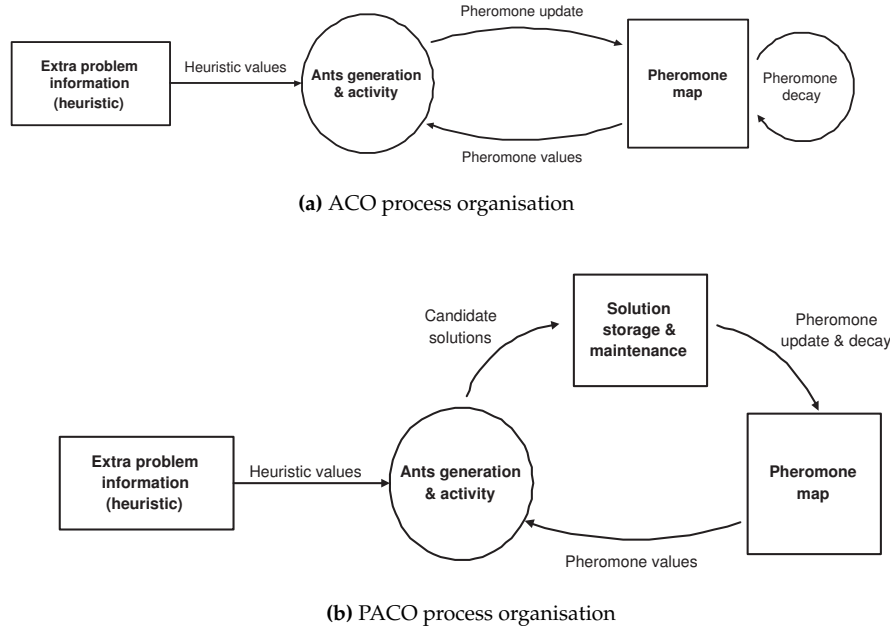 Pheromone update
Extra problem
information
(heuristic)
Heuristic values
Ants generation
& activity
Pheromone
map
Pheromone
decay
Pheromone values
(a) ACO process organisation
Candidate
solutions
Solution
storage &
maintenance
Pheromone
update & decay
Extra problem
information
(heuristic)
Heuristic values
Ants generation
& activity
Pheromone
map
Pheromone values
(b) PACO process organisation